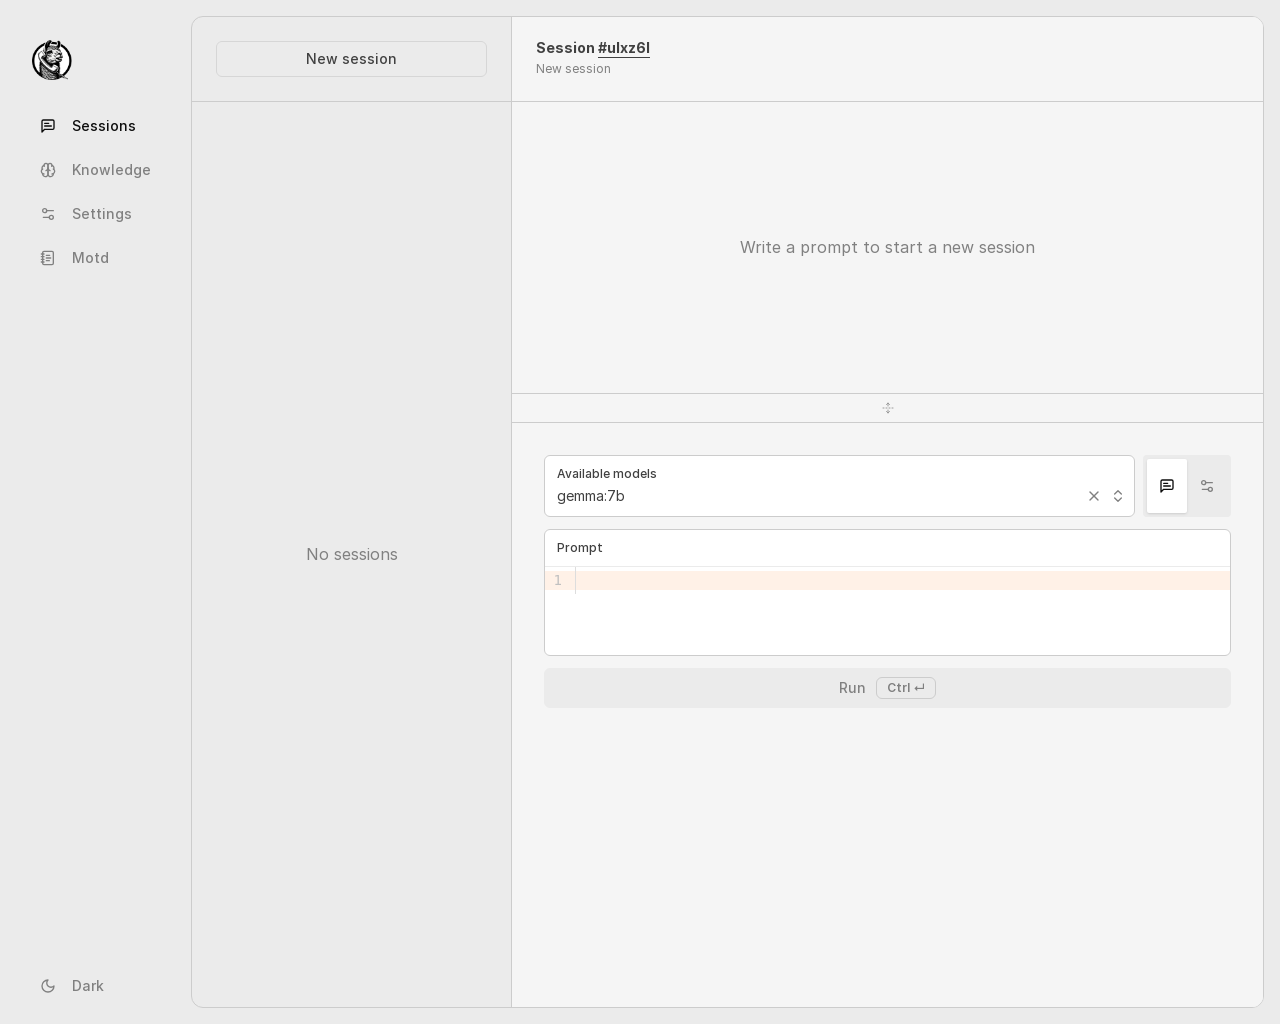 Sessions
Knowledge
Settings
Motd
Dark
New session
No sessions
Session #ulxz6l
New session
Write a prompt to start a new session
Available models
gemma:7b
Prompt
1
Run Ctrl ↵